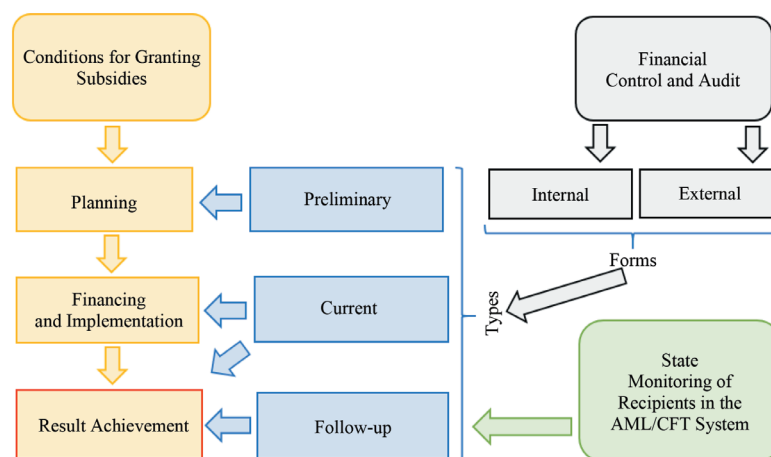 Conditions for Granting
Subsidies
Financial
Control and Audit
Planning
Preliminary
Internal
External
Forms
Financing
and Implementation
Current
Types
State
Monitoring of
Recipients in the
AML/CFT System
Result Achievement
Follow-up